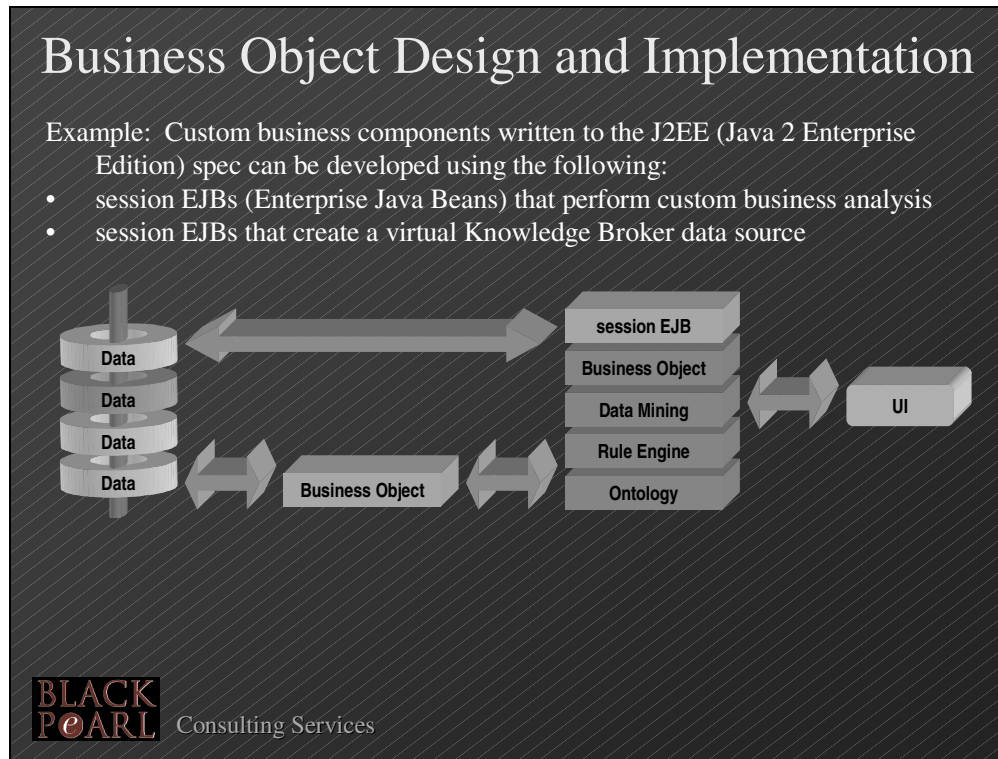 Business Object Design and Implementation
Example: Custom business components written to the J2EE (Java 2 Enterprise
Edition) spec can be developed using the following:
• session EJBs (Enterprise Java Beans) that perform custom business analysis
• session EJBs that create a virtual Knowledge Broker data source
Data
Data
Data
Data
Business Object
session EJB
Business Object
Data Mining
Rule Engine
Ontology
UI
BLACK
PeARL
Consulting Services